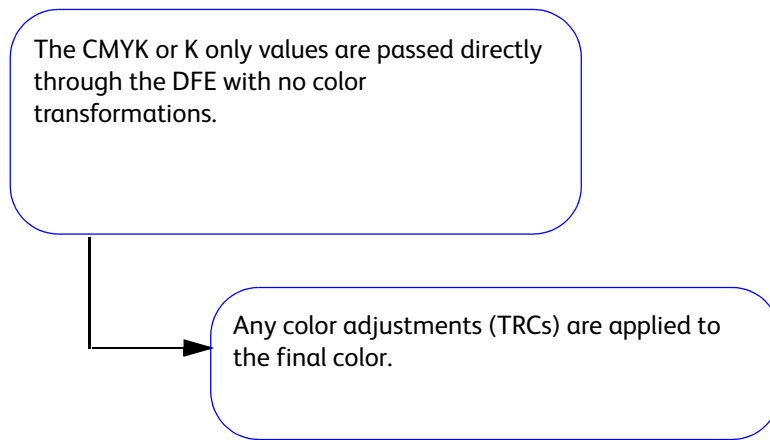 The CMYK or K only values are passed directly
through the DFE with no color
transformations.
Any color adjustments (TRCs) are applied to
the final color.